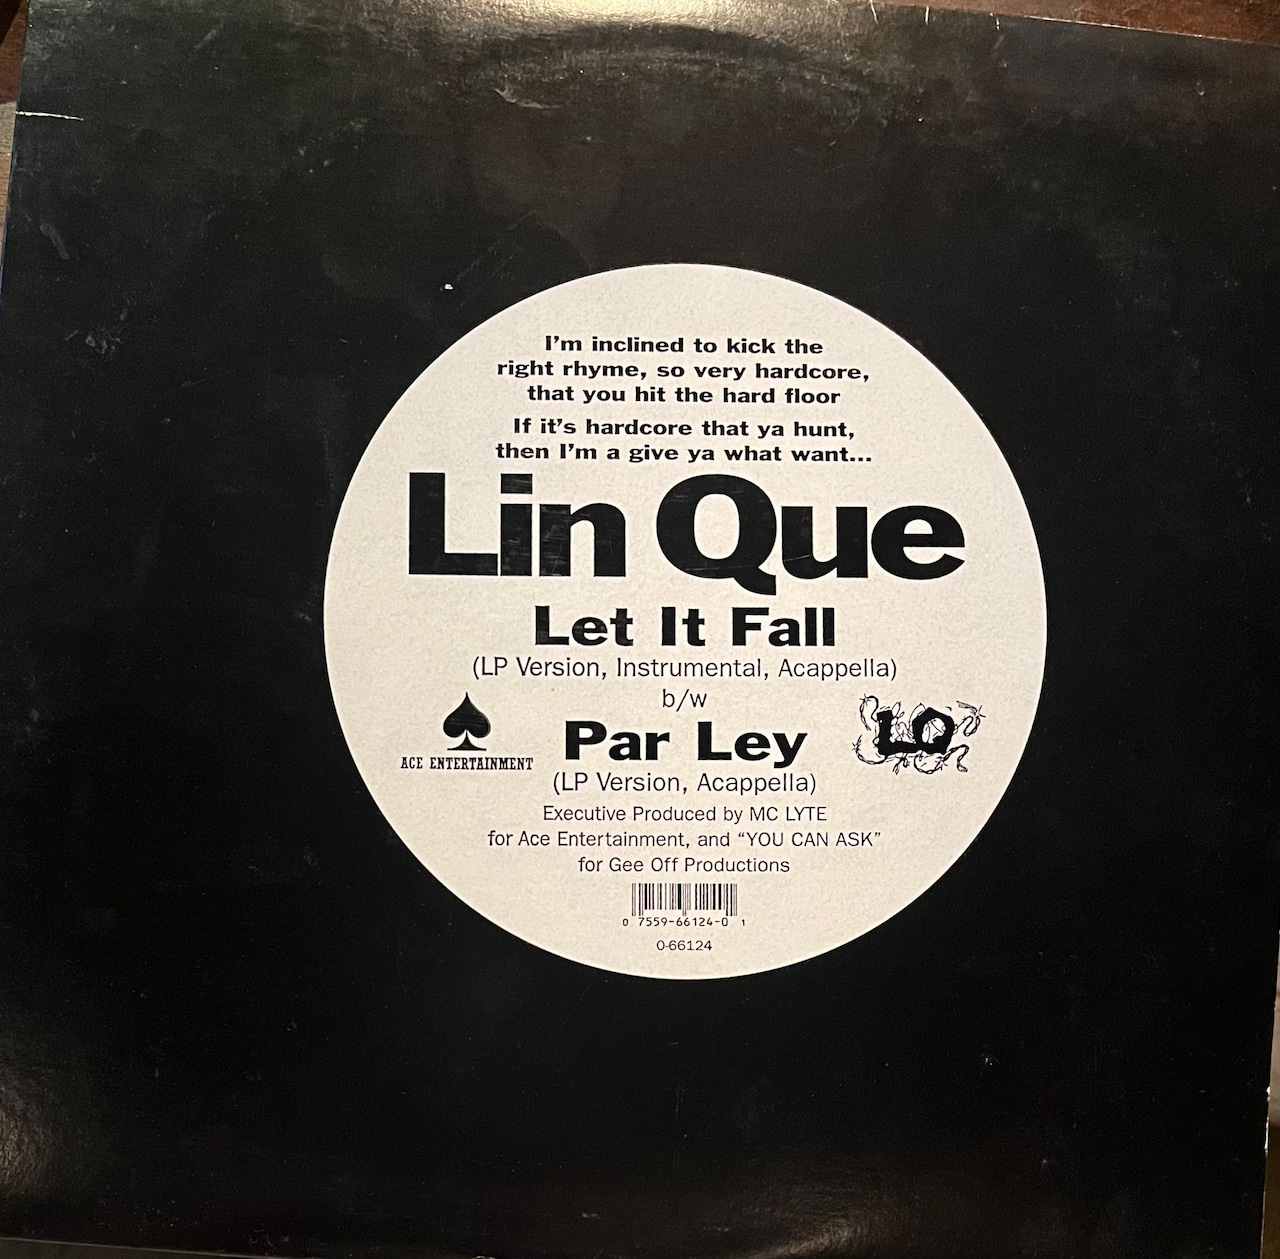 I'm inclined to kick the
right rhyme, so very hardcore,
that you hit the hard floor
If it's hardcore that ya hunt,
then I'm a give ya what want...
Lin Que
Let It Fall
(LP Version, Instrumental, Acappella)
b/w
Par Ley
(LP Version, Acappella)
ACE ENTERTAINMENT
LQ
Executive Produced by MC LYTE
for Ace Entertainment, and “YOU CAN ASK”
for Gee Off Productions
0 7559-66124-0 1
0-66124